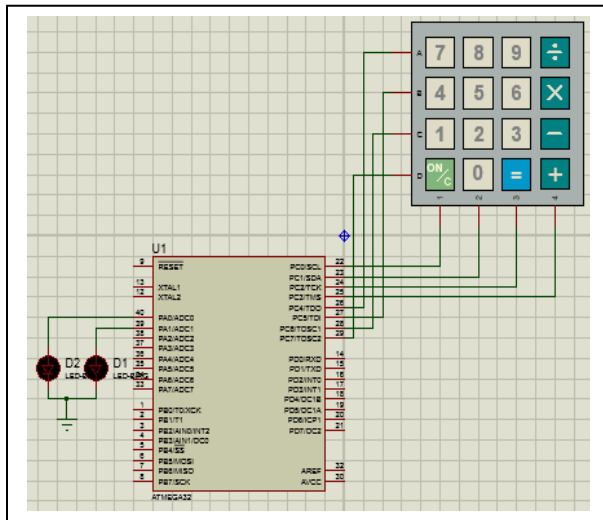 A 7 8 9 ÷
B 4 5 6 ×
C 1 2 3 −
D ON/C 0 = +
1 2 3 4
U1
9 RESET
13 XTAL1
12 XTAL2
40 PA0/ADC0
39 PA1/ADC1
38 PA2/ADC2
37 PA3/ADC3
36 PA4/ADC4
35 PA5/ADC5
PA6/ADC6
33 PA7/ADC7
1 PB0/T0/XCK
2 PB1/T1
3 PB2/AIN0/INT2
4 PB3/AIN1/OC0
5 PB4/SS
6 PB5/MOSI
7 PB6/MISO
8 PB7/SCK
PC0/SCL 22
PC1/SDA 23
PC2/TCK 24
PC3/TMS 25
PC4/TDO 26
PC5/TDI 27
PC6/TOSC1 28
PC7/TOSC2 29
PD0/RXD 14
PD1/TXD 15
PD2/INT0 16
PD3/INT1 17
PD4/OC1B 18
PD5/OC1A 19
PD6/ICP1 20
PD7/OC2 21
AREF 32
AVCC 30
ATMEGA32
D2
D1